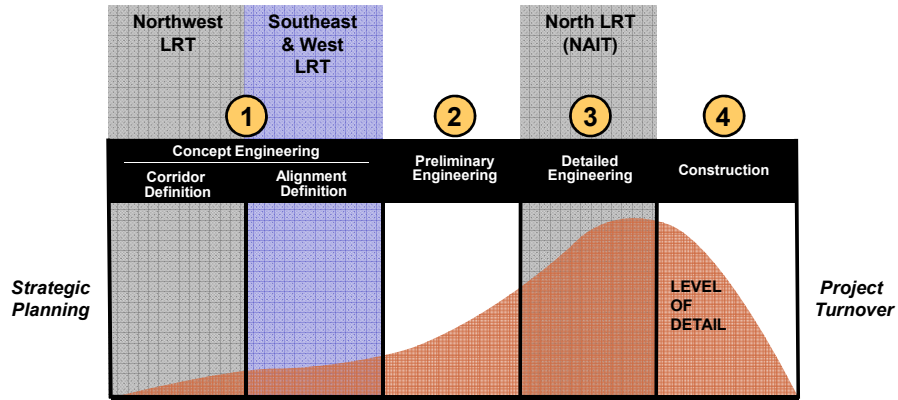 Northwest
LRT
Southeast
& West
LRT
North LRT
(NAIT)
1
2
3
4
Concept Engineering
Corridor
Definition
Alignment
Definition
Preliminary
Engineering
Detailed
Engineering
Construction
Strategic
Planning
LEVEL
OF
DETAIL
Project
Turnover